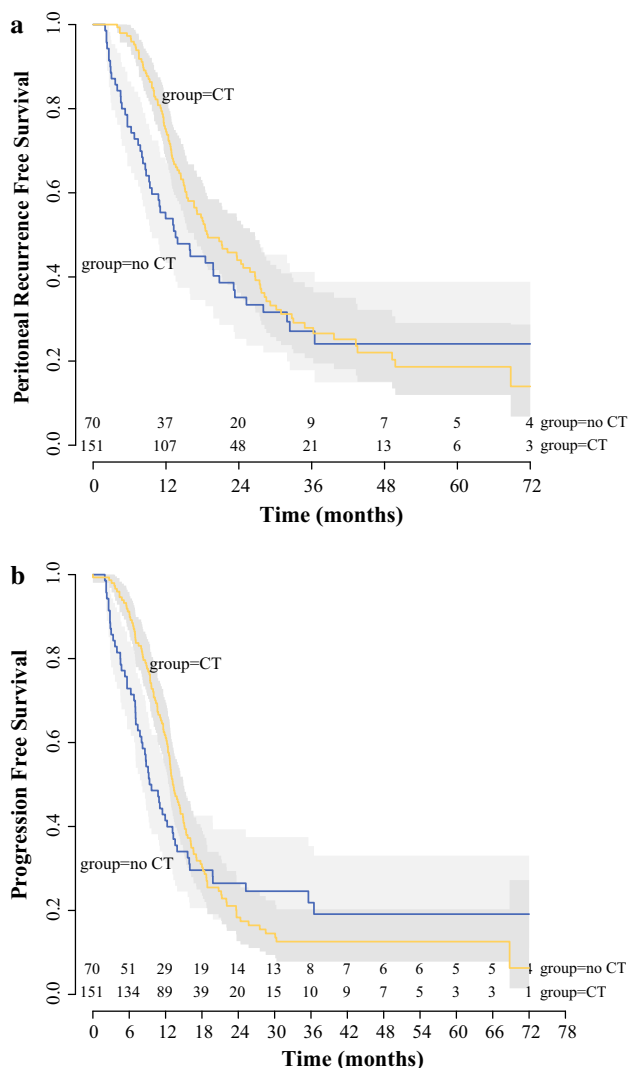 a
Peritoneal Recurrence Free Survival
1.0
0.8
0.6
0.4
0.2
0.0
group=CT
group=no CT
70 37 20 9 7 5 4 group=no CT
151 107 48 21 13 6 3 group=CT
0 12 24 36 48 60 72
Time (months)
b
Progression Free Survival
1.0
0.8
0.6
0.4
0.2
0.0
group=CT
group=no CT
70 51 29 19 14 13 8 7 6 6 5 5 4 group=no CT
151 134 89 39 20 15 10 9 7 5 3 3 1 group=CT
0 6 12 18 24 30 36 42 48 54 60 66 72 78
Time (months)